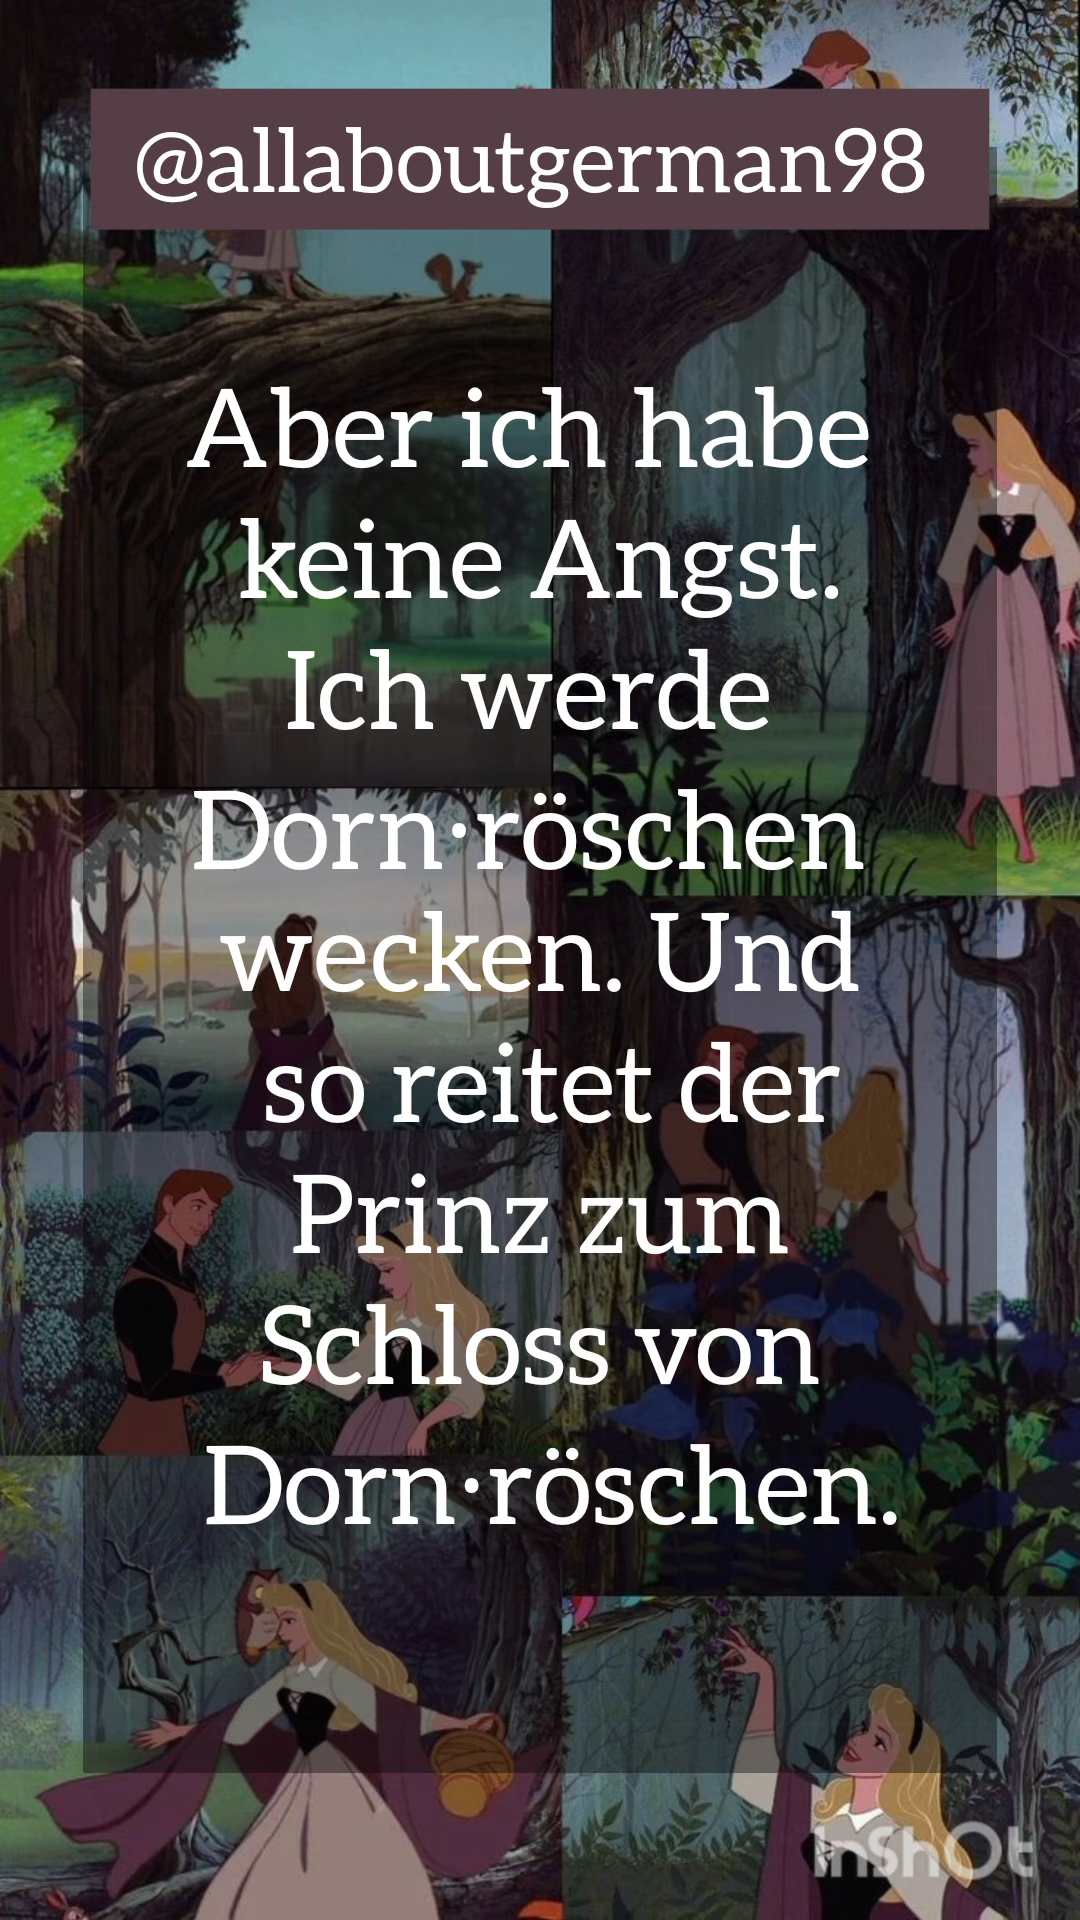 @allaboutgerman98
Aber ich habe
keine Angst.
Ich werde
Dorn·röschen
wecken. Und
so reitet der
Prinz zum
Schloss von
Dorn·röschen.
InShOt